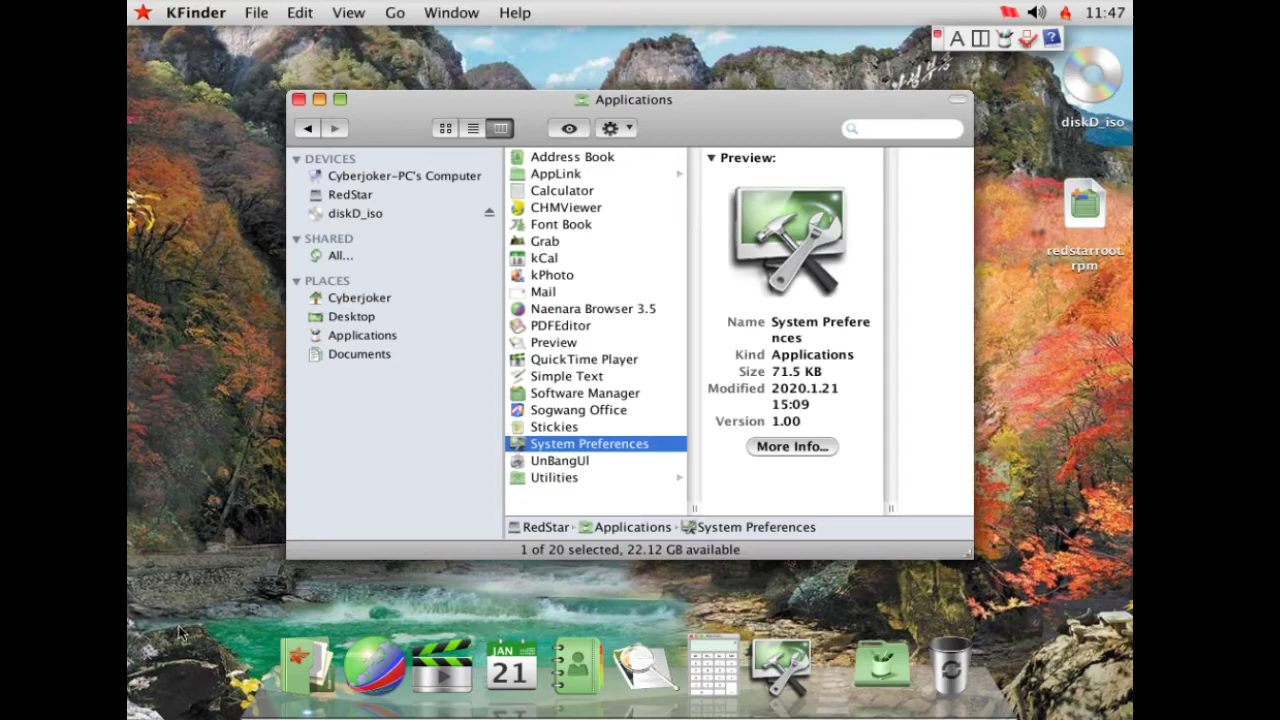 KFinder File Edit View Go Window Help 11:47
A ?
Applications
diskD_iso
redstarroot.
rpm
DEVICES
Cyberjoker-PC's Computer
RedStar
diskD_iso
SHARED
All...
PLACES
Cyberjoker
Desktop
Applications
Documents
Address Book
AppLink
Calculator
CHMViewer
Font Book
Grab
kCal
kPhoto
Mail
Naenara Browser 3.5
PDFEditor
Preview
QuickTime Player
Simple Text
Software Manager
Sogwang Office
Stickies
System Preferences
UnBangUl
Utilities
Preview:
Name System Prefere
nces
Kind Applications
Size 71.5 KB
Modified 2020.1.21
15:09
Version 1.00
More Info...
RedStar Applications System Preferences
1 of 20 selected, 22.12 GB available
JAN
21